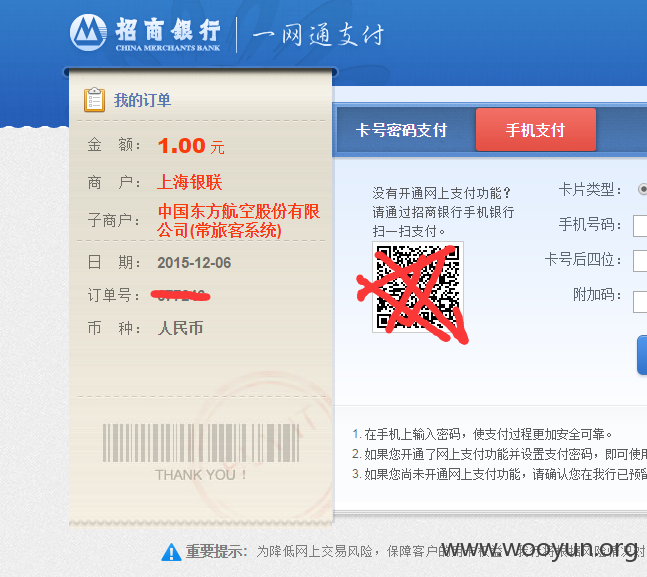 招商银行
CHINA MERCHANTS BANK
一网通支付
我的订单
金 额： 1.00 元
商 户： 上海银联
子商户： 中国东方航空股份有限
公司(常旅客系统)
日 期： 2015-12-06
订单号：
币 种： 人民币
THANK YOU ！
卡号密码支付
手机支付
没有开通网上支付功能？
请通过招商银行手机银行
扫一扫支付。
卡片类型：
手机号码：
卡号后四位：
附加码：
1. 在手机上输入密码，使支付过程更加安全可靠。
2. 如果您开通了网上支付功能并设置支付密码，即可使用
3. 如果您尚未开通网上支付功能，请确认您在我行已预留
重要提示： 为降低网上交易风险，保障客户的
www.wooyun.org